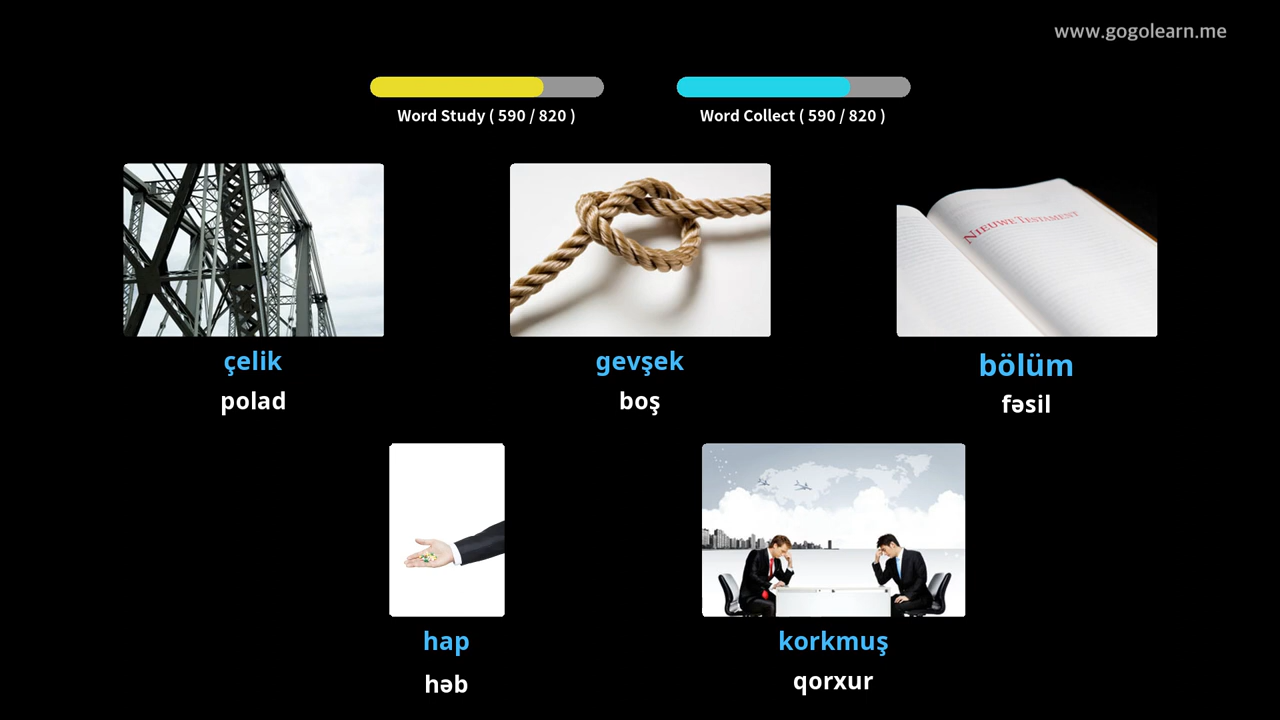 www.gogolearn.me
Word Study ( 590 / 820 )
Word Collect ( 590 / 820 )
NIEUWE TESTAMENT
çelik
polad
gevşek
boş
bölüm
fəsil
hap
həb
korkmuş
qorxur